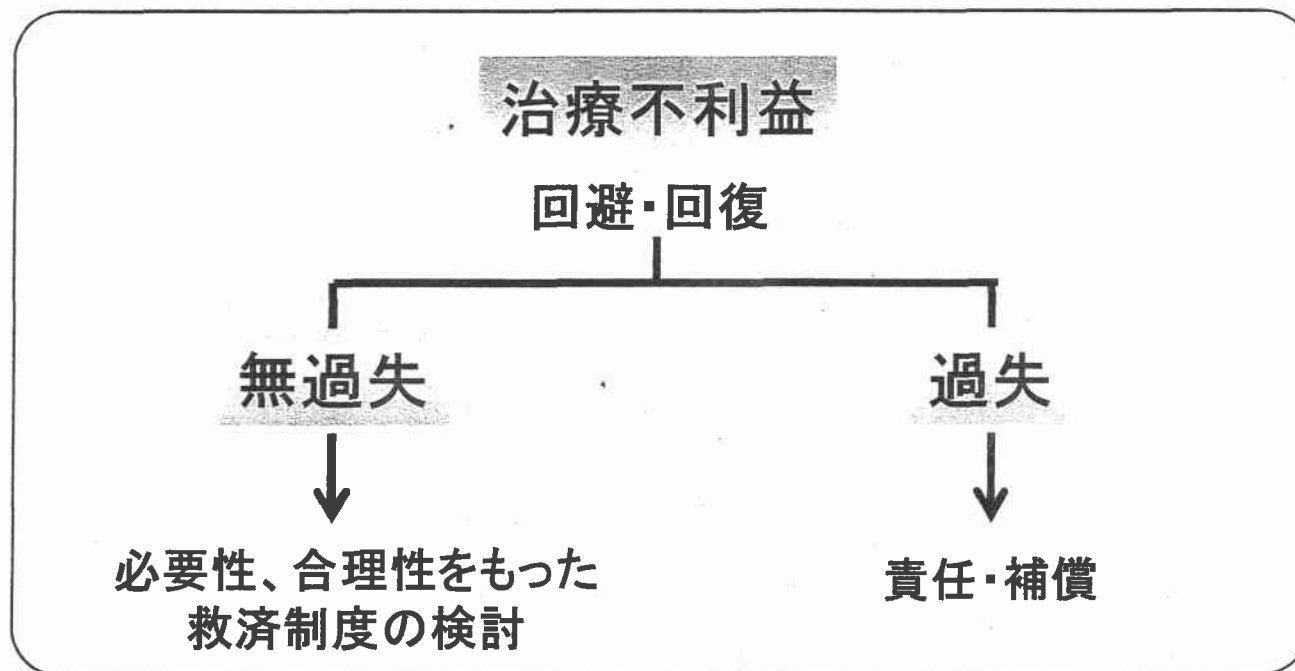 治療不利益
回避・回復
無過失
過失
必要性、合理性をもった
救済制度の検討
責任・補償